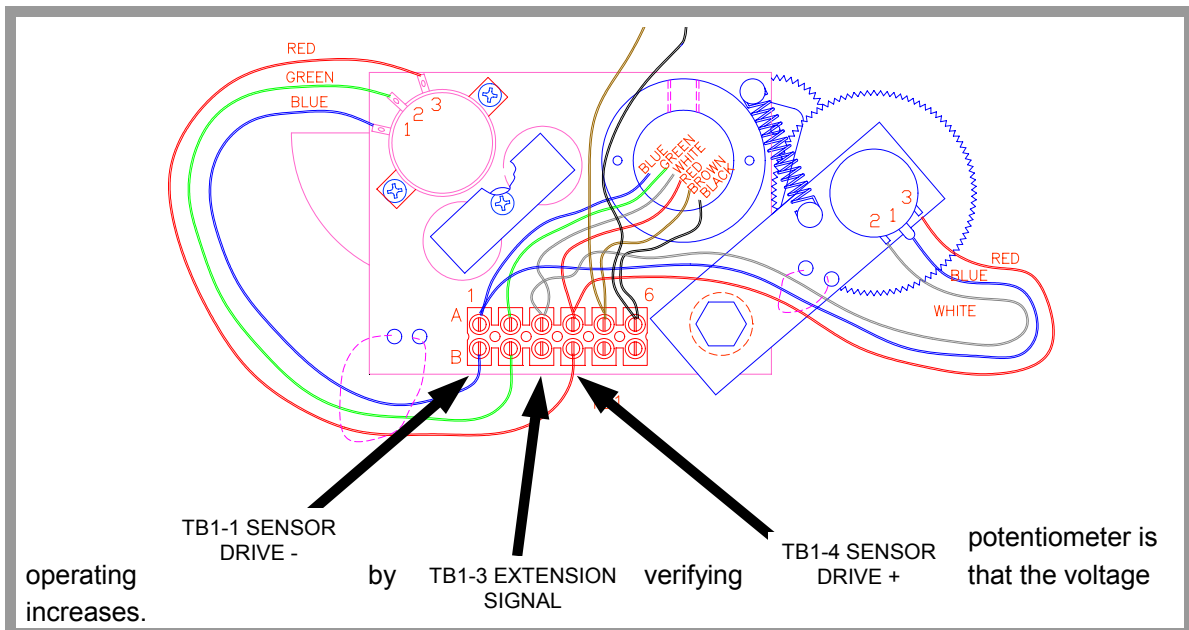 RED
GREEN
BLUE
1
2
3
BLUE
GREEN
WHITE
RED
BROWN
BLACK
3
1
2
RED
BLUE
WHITE
1
6
A
B
TB1-1 SENSOR
DRIVE -
TB1-3 EXTENSION
SIGNAL
TB1-4 SENSOR
DRIVE +
potentiometer is
operating by verifying that the voltage
increases.